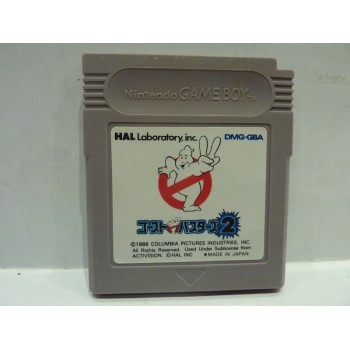 Nintendo GAME BOY TM
HAL Laboratory, inc. DMG-GBA
ゴーストバスターズ2
©1989 COLUMBIA PICTURES INDUSTRIES, INC.
All Rights Reserved. Used Under Sublicense from
ACTIVISION. ©HAL INC ★MADE IN JAPAN